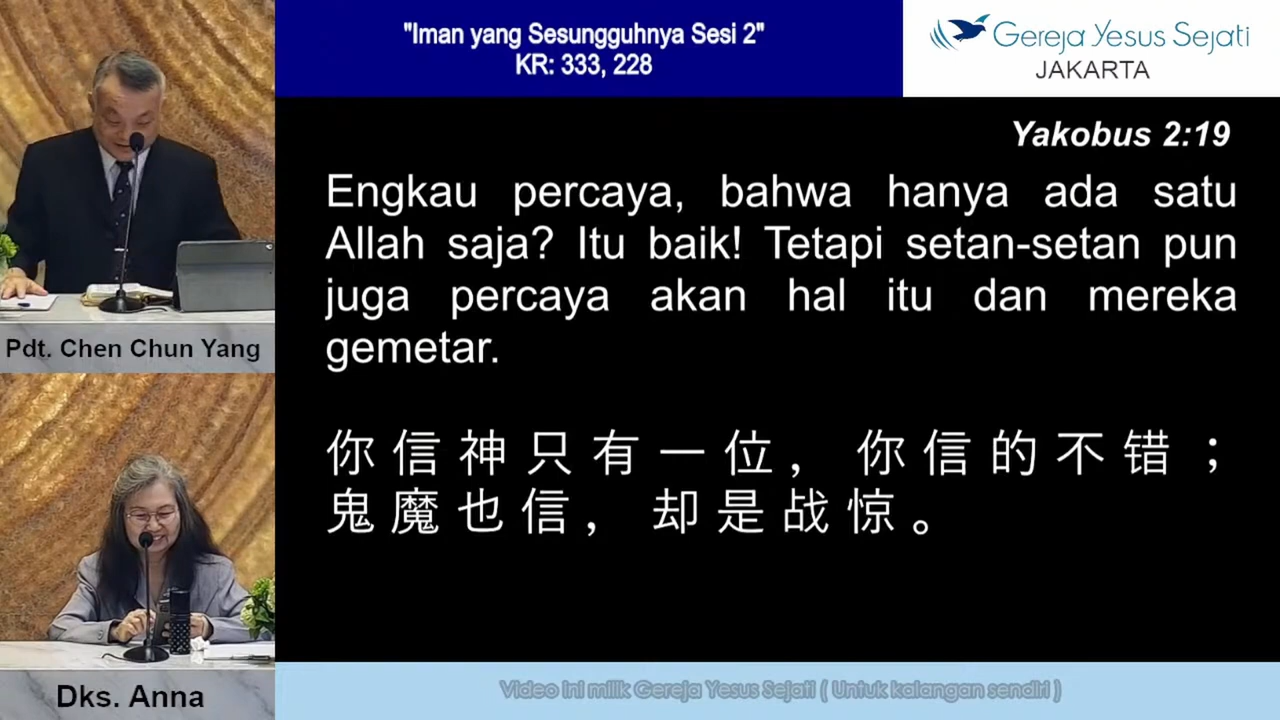 "Iman yang Sesungguhnya Sesi 2"
KR: 333, 228
Gereja Yesus Sejati
JAKARTA
Yakobus 2:19
Engkau percaya, bahwa hanya ada satu
Allah saja? Itu baik! Tetapi setan-setan pun
juga percaya akan hal itu dan mereka
gemetar.
你信神只有一位，你信的不错；
鬼魔也信，却是战惊。
Pdt. Chen Chun Yang
Dks. Anna
Video ini milik Gereja Yesus Sejati ( Untuk kalangan sendiri )